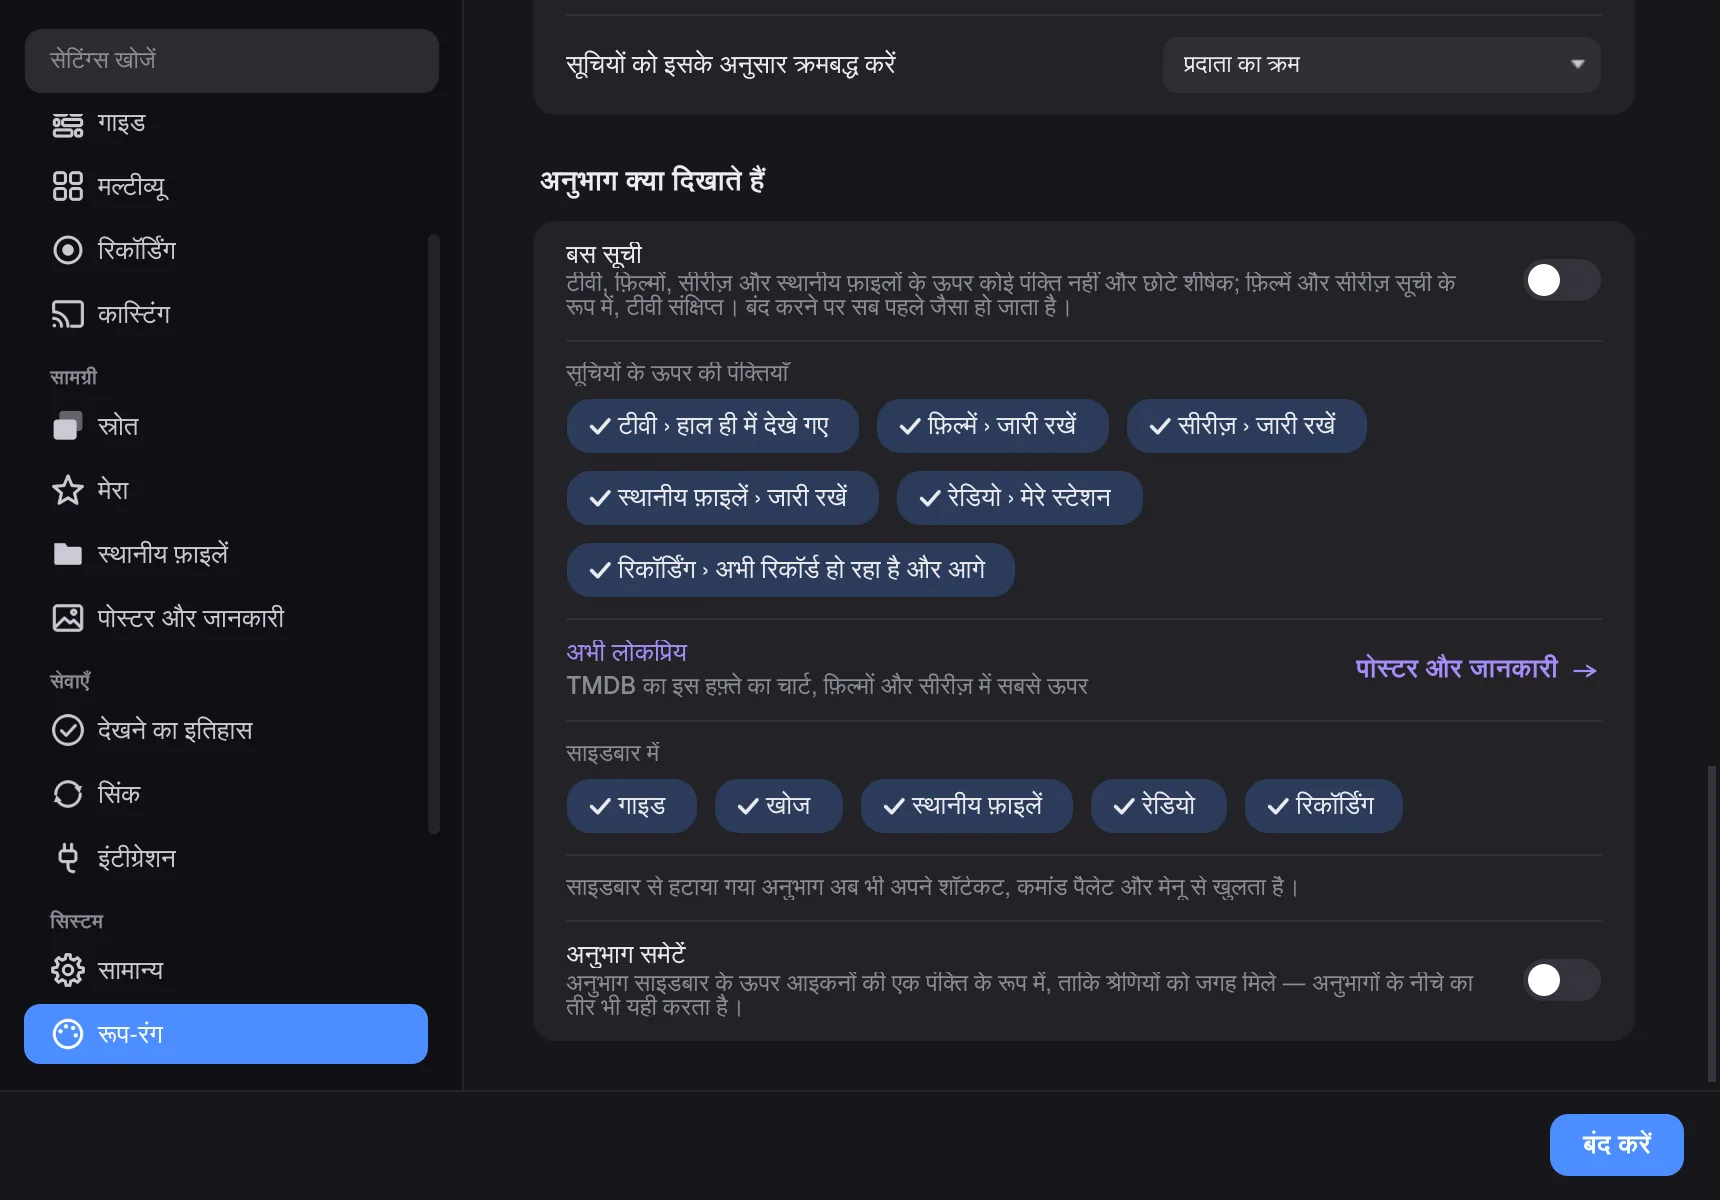 सेटिंग्स खोजें
गाइड
मल्टीव्यू
रिकॉर्डिंग
कास्टिंग
सामग्री
स्रोत
मेरा
स्थानीय फ़ाइलें
पोस्टर और जानकारी
सेवाएँ
देखने का इतिहास
सिंक
इंटीग्रेशन
सिस्टम
सामान्य
रूप-रंग
सूचियों को इसके अनुसार क्रमबद्ध करें
प्रदाता का क्रम
अनुभाग क्या दिखाते हैं
बस सूची
टीवी, फ़िल्मों, सीरीज़ और स्थानीय फ़ाइलों के ऊपर कोई पंक्ति नहीं और छोटे शीर्षक; फ़िल्में और सीरीज़ सूची के
रूप में, टीवी संक्षिप्त। बंद करने पर सब पहले जैसा हो जाता है।
सूचियों के ऊपर की पंक्तियाँ
टीवी › हाल ही में देखे गए
फ़िल्में › जारी रखें
सीरीज़ › जारी रखें
स्थानीय फ़ाइलें › जारी रखें
रेडियो › मेरे स्टेशन
रिकॉर्डिंग › अभी रिकॉर्ड हो रहा है और आगे
अभी लोकप्रिय
TMDB का इस हफ़्ते का चार्ट, फ़िल्मों और सीरीज़ में सबसे ऊपर
पोस्टर और जानकारी →
साइडबार में
गाइड
खोज
स्थानीय फ़ाइलें
रेडियो
रिकॉर्डिंग
साइडबार से हटाया गया अनुभाग अब भी अपने शॉर्टकट, कमांड पैलेट और मेनू से खुलता है।
अनुभाग समेटें
अनुभाग साइडबार के ऊपर आइकनों की एक पंक्ति के रूप में, ताकि श्रेणियों को जगह मिले — अनुभागों के नीचे का
तीर भी यही करता है।
बंद करें